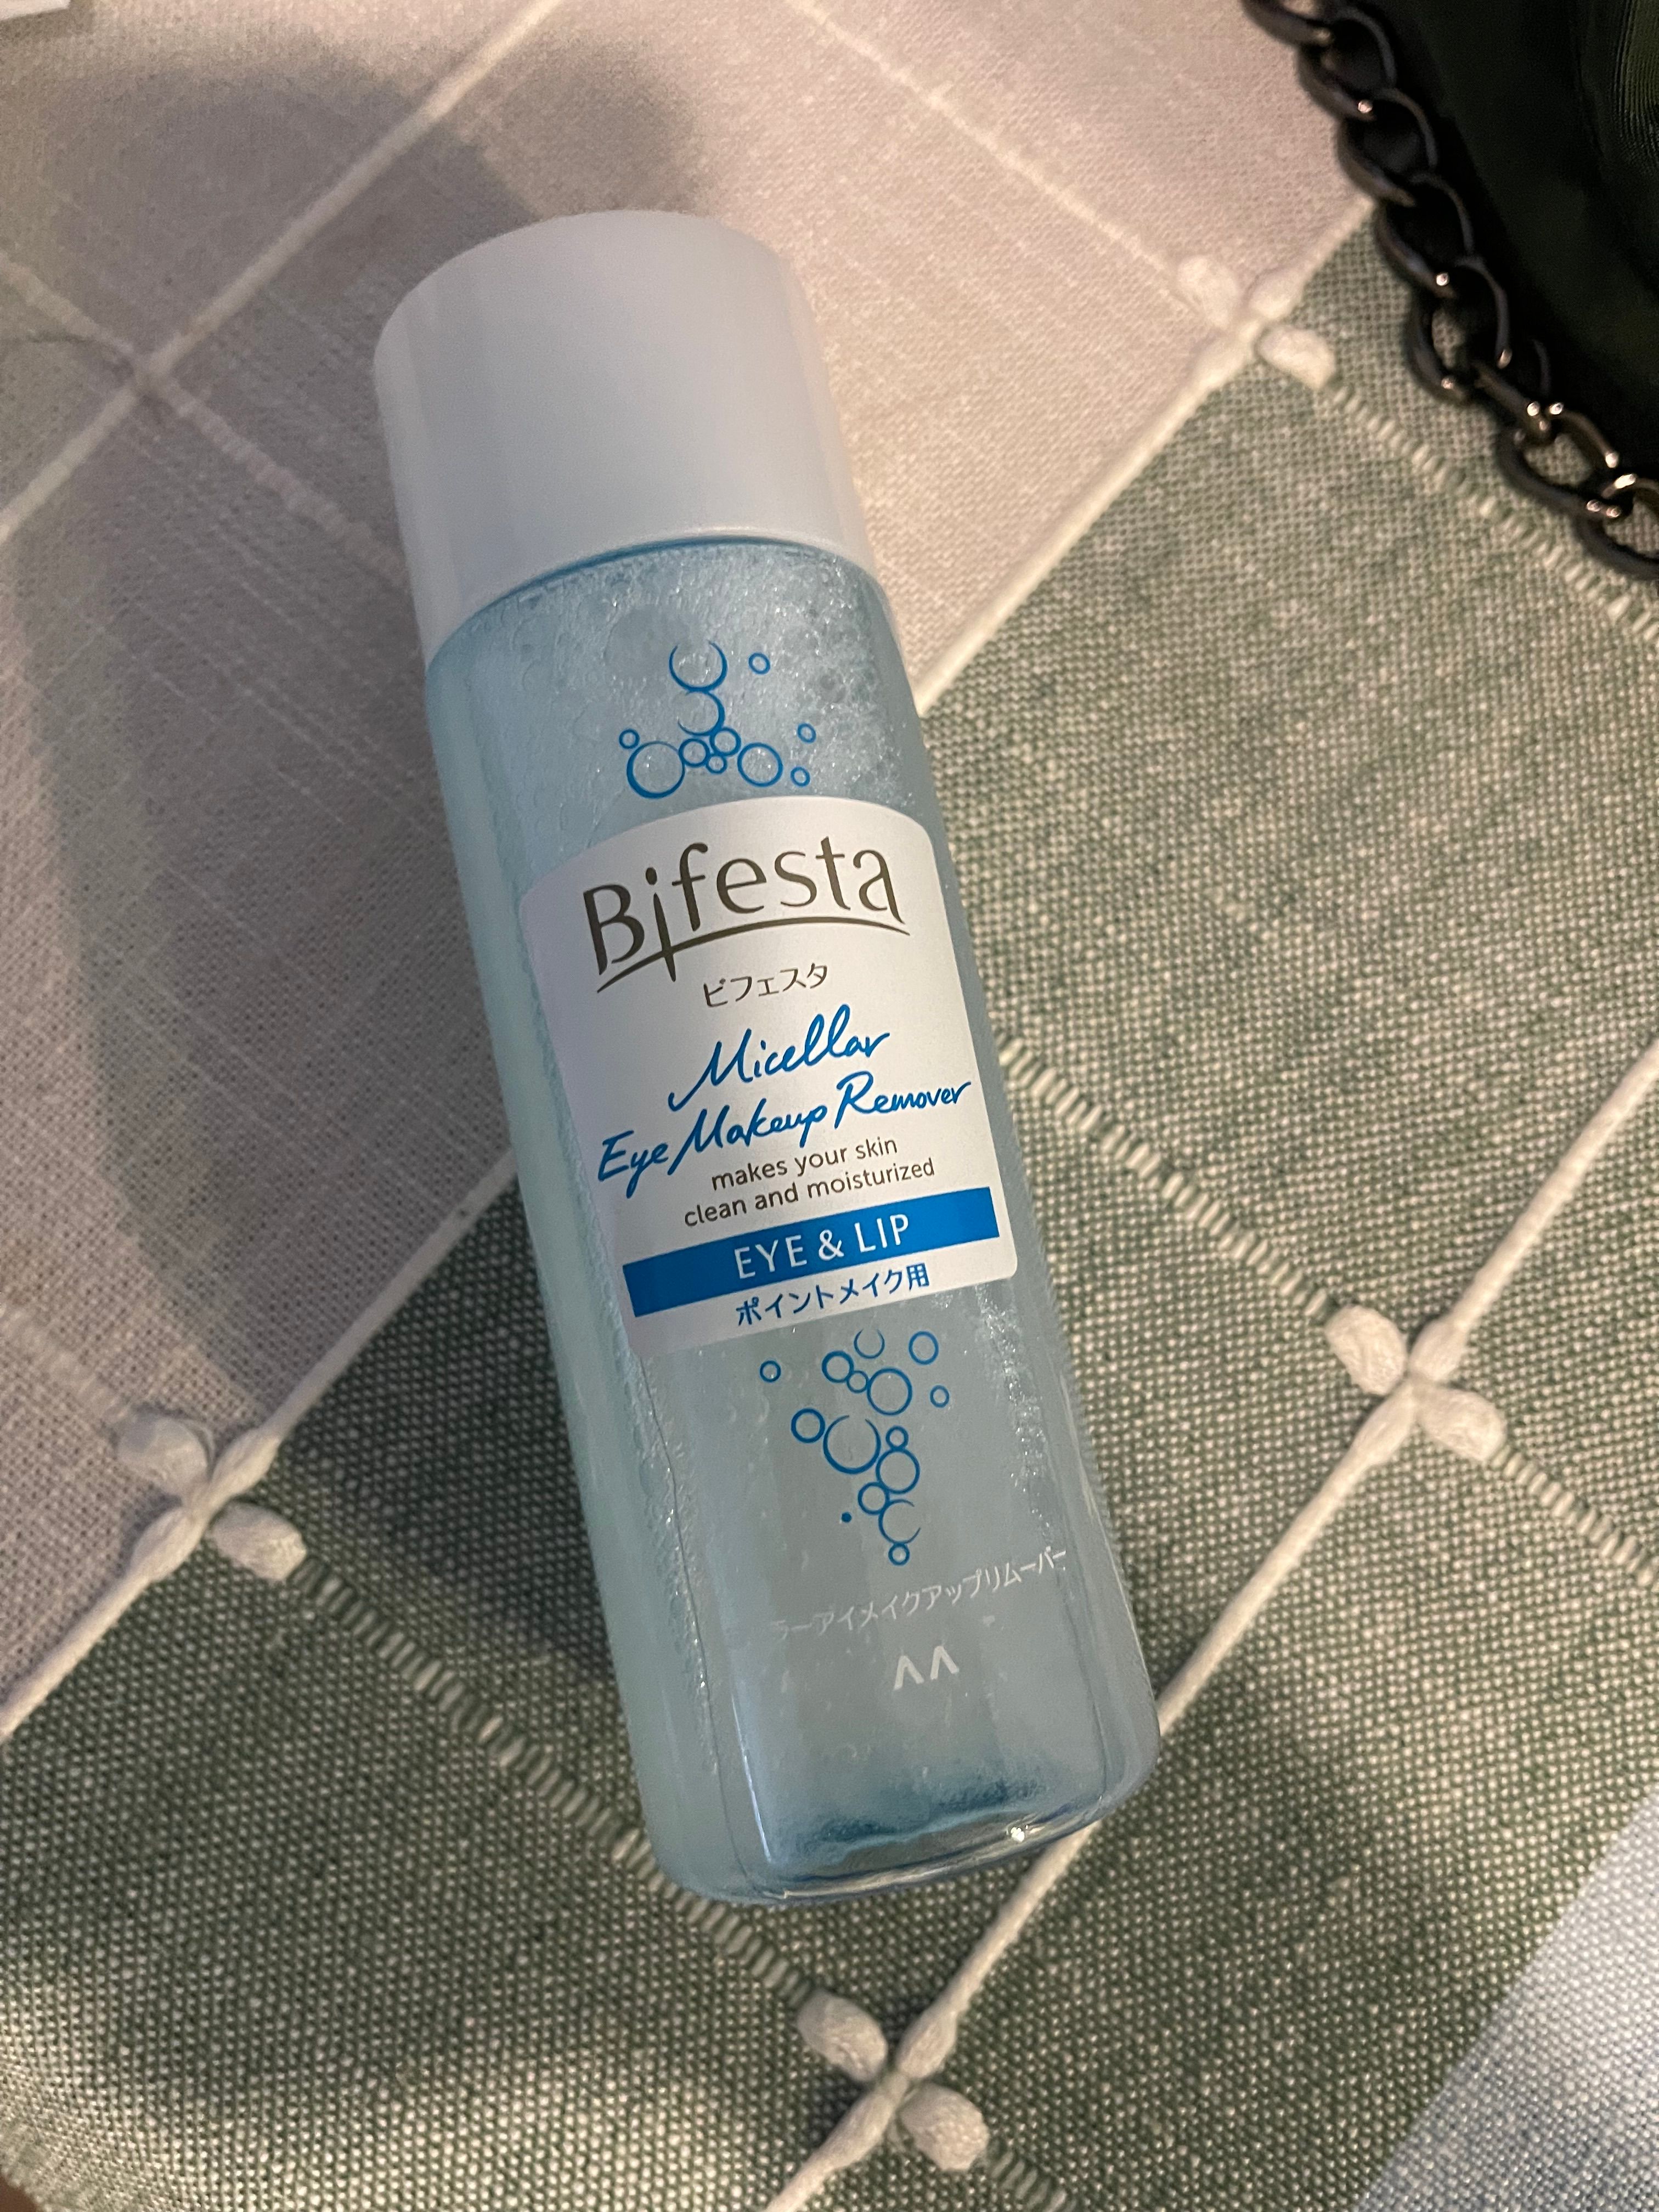 Bifesta
ビフェスタ
Micellar
Eye Makeup Remover
makes your skin
clean and moisturized
EYE & LIP
ポイントメイク用
ラーアイメイクアップリムーバー